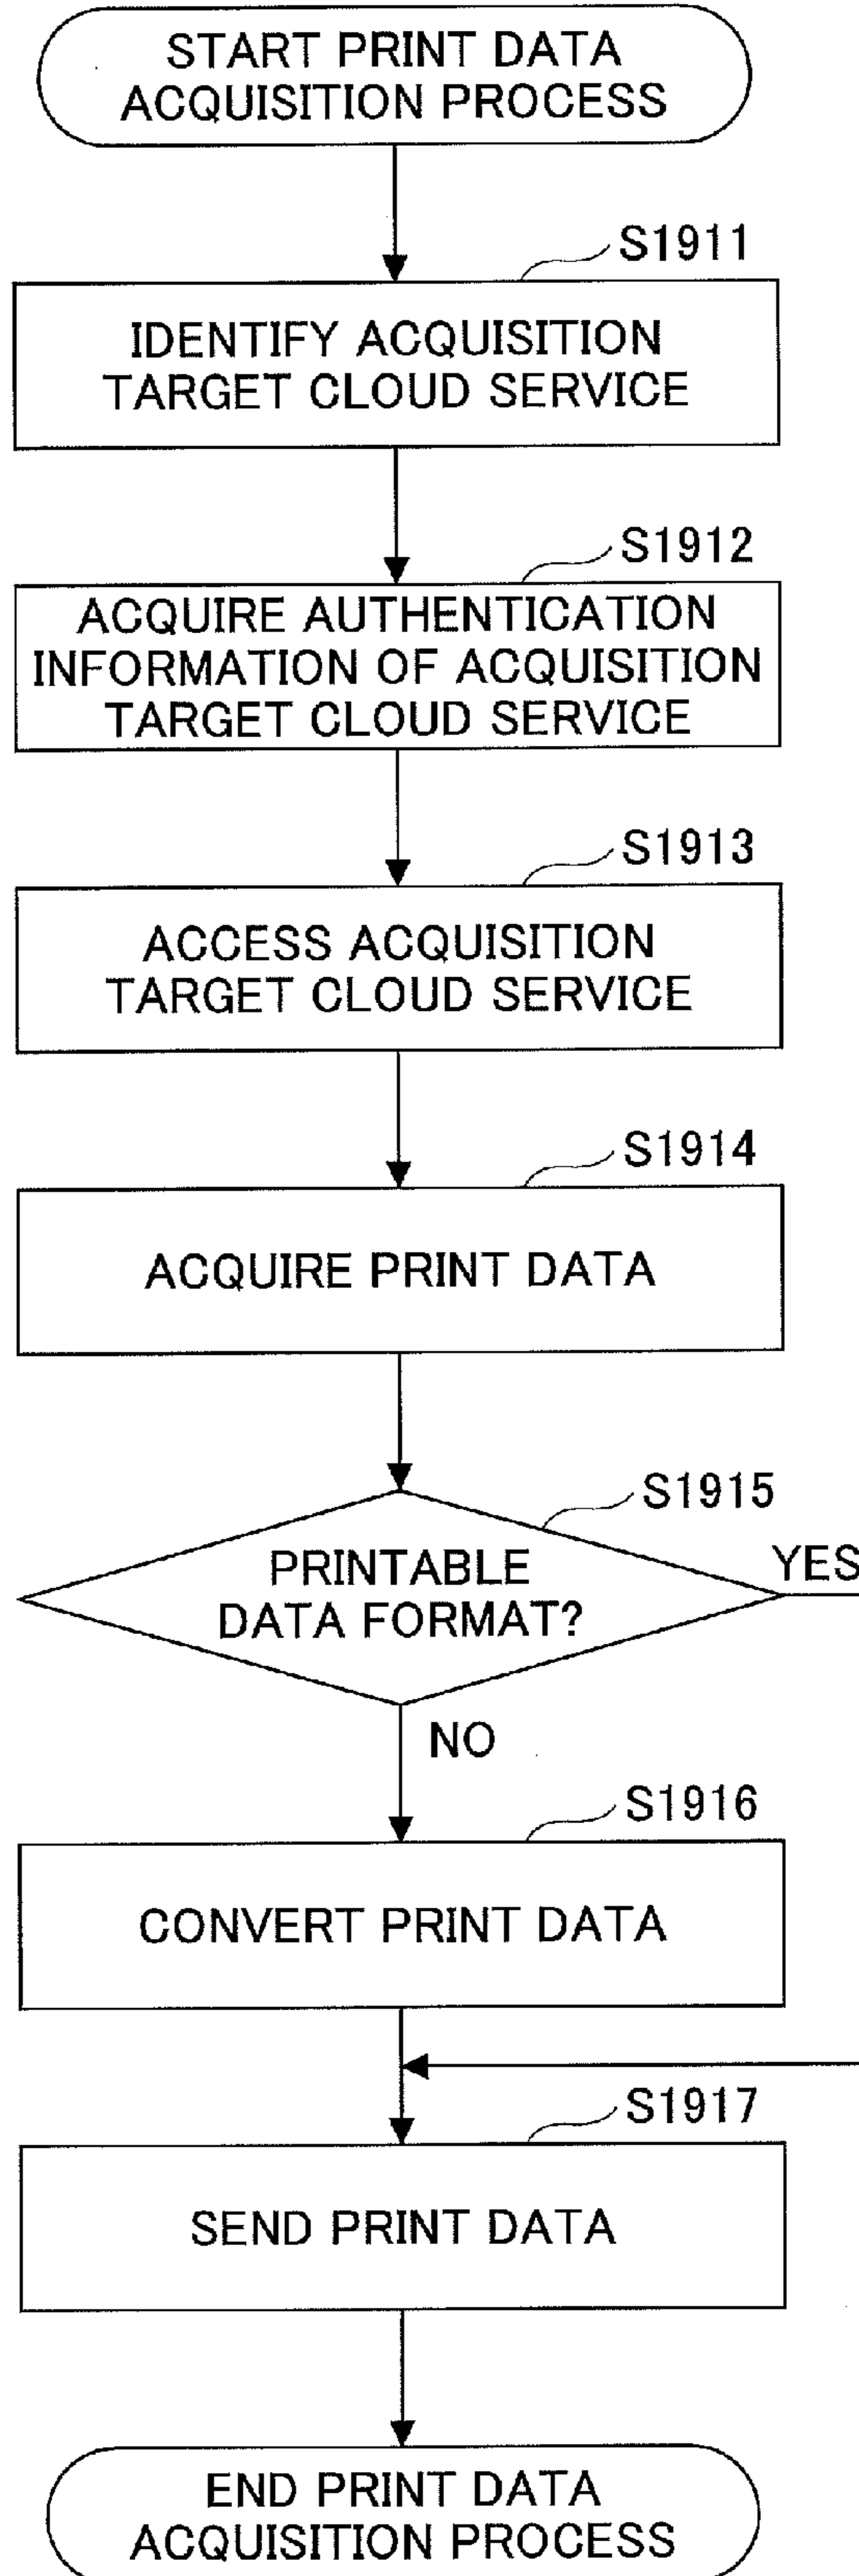 START PRINT DATA
ACQUISITION PROCESS
S1911
IDENTIFY ACQUISITION
TARGET CLOUD SERVICE
S1912
ACQUIRE AUTHENTICATION
INFORMATION OF ACQUISITION
TARGET CLOUD SERVICE
S1913
ACCESS ACQUISITION
TARGET CLOUD SERVICE
S1914
ACQUIRE PRINT DATA
S1915
PRINTABLE
DATA FORMAT?
YES
NO
S1916
CONVERT PRINT DATA
S1917
SEND PRINT DATA
END PRINT DATA
ACQUISITION PROCESS